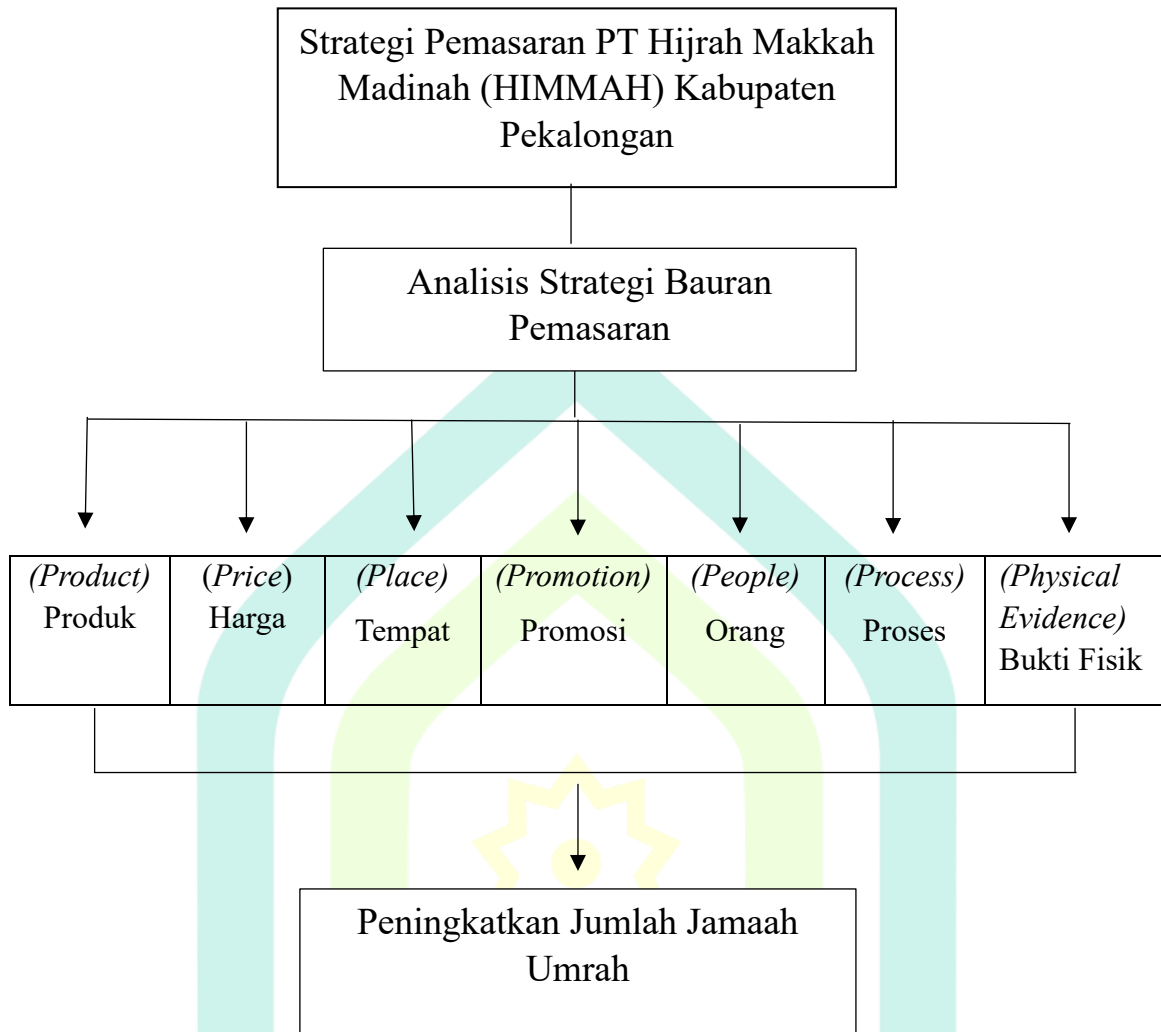 Strategi Pemasaran PT Hijrah Makkah
Madinah (HIMMAH) Kabupaten
Pekalongan
Analisis Strategi Bauran
Pemasaran
(Product)
Produk
(Price)
Harga
(Place)
Tempat
(Promotion)
Promosi
(People)
Orang
(Process)
Proses
(Physical
Evidence)
Bukti Fisik
Peningkatkan Jumlah Jamaah
Umrah